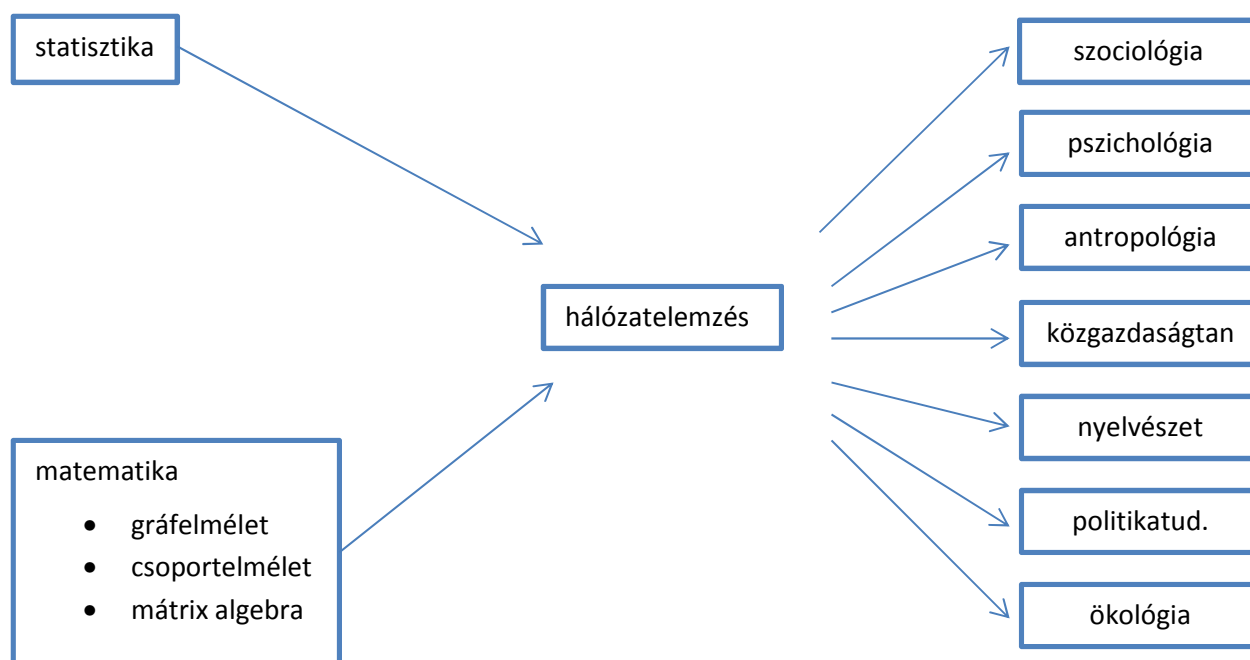 statisztika
matematika
• gráfelmélet
• csoportelmélet
• mátrix algebra
hálózatelemzés
szociológia
pszichológia
antropológia
közgazdaságtan
nyelvészet
politikatud.
ökológia